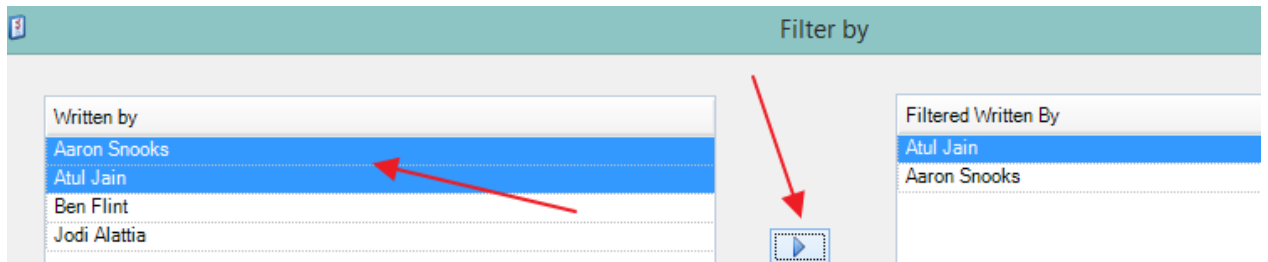 Filter by
Written by
Aaron Snooks
Atul Jain
Ben Flint
Jodi Alattia
Filtered Written By
Atul Jain
Aaron Snooks